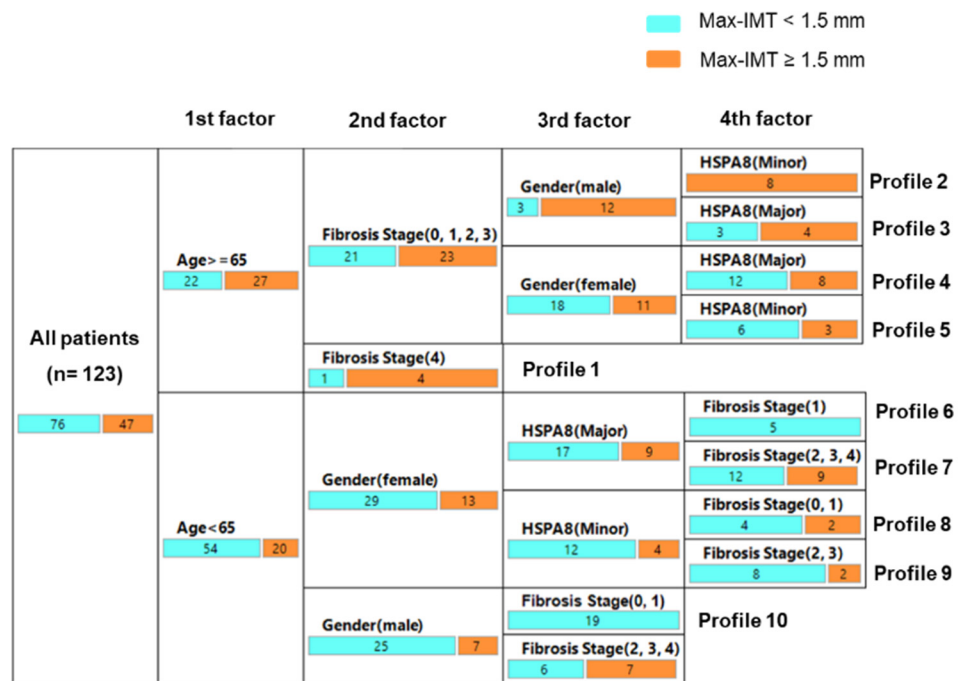 Max-IMT < 1.5 mm
Max-IMT ≥ 1.5 mm
1st factor
2nd factor
3rd factor
4th factor
All patients
(n= 123)
76 47
Age>=65
22 27
Fibrosis Stage(0, 1, 2, 3)
21 23
Gender(male)
3 12
HSPA8(Minor)
8
Profile 2
HSPA8(Major)
3 4
Profile 3
Gender(female)
18 11
HSPA8(Major)
12 8
Profile 4
HSPA8(Minor)
6 3
Profile 5
Fibrosis Stage(4)
1 4
Profile 1
Age<65
54 20
Gender(female)
29 13
HSPA8(Major)
17 9
Fibrosis Stage(1)
5
Profile 6
Fibrosis Stage(2, 3, 4)
12 9
Profile 7
HSPA8(Minor)
12 4
Fibrosis Stage(0, 1)
4 2
Profile 8
Fibrosis Stage(2, 3)
8 2
Profile 9
Gender(male)
25 7
Fibrosis Stage(0, 1)
19
Profile 10
Fibrosis Stage(2, 3, 4)
6 7